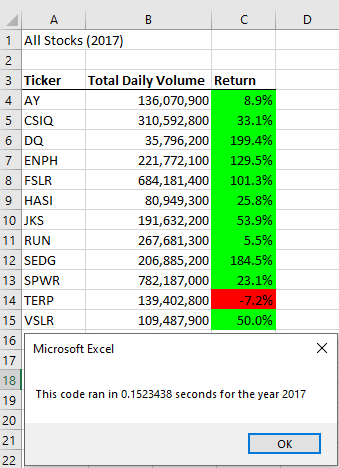 A B C D
1 All Stocks (2017)
2
3 Ticker Total Daily Volume Return
4 AY 136,070,900 8.9%
5 CSIQ 310,592,800 33.1%
6 DQ 35,796,200 199.4%
7 ENPH 221,772,100 129.5%
8 FSLR 684,181,400 101.3%
9 HASI 80,949,300 25.8%
10 JKS 191,632,200 53.9%
11 RUN 267,681,300 5.5%
12 SEDG 206,885,200 184.5%
13 SPWR 782,187,000 23.1%
14 TERP 139,402,800 -7.2%
15 VSLR 109,487,900 50.0%
16
17 Microsoft Excel
18
19 This code ran in 0.1523438 seconds for the year 2017
20
21 OK
22